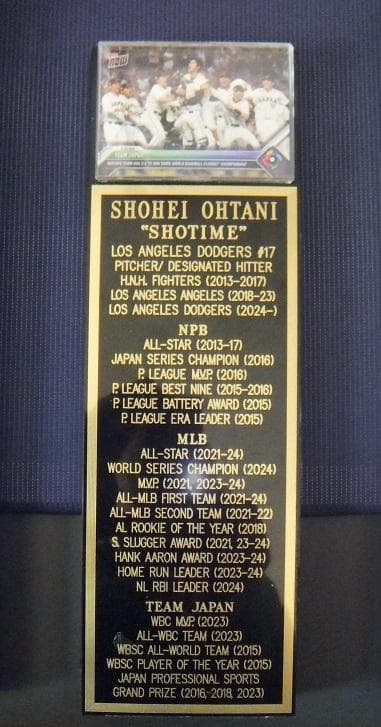 now
TEAM JAPAN
SHOHEI OHTANI
"SHOTIME"
LOS ANGELES DODGERS #17
PITCHER/ DESIGNATED HITTER
H.N.H. FIGHTERS (2013-2017)
LOS ANGELES ANGELS (2018-23)
LOS ANGELES DODGERS (2024-)
NPB
ALL-STAR (2013-17)
JAPAN SERIES CHAMPION (2016)
P. LEAGUE M.V.P. (2016)
P. LEAGUE BEST NINE (2015-2016)
P. LEAGUE BATTERY AWARD (2015)
P. LEAGUE ERA LEADER (2015)
MLB
ALL-STAR (2021-24)
WORLD SERIES CHAMPION (2024)
M.V.P. (2021, 2023-24)
ALL-MLB FIRST TEAM (2021-24)
ALL-MLB SECOND TEAM (2021-22)
AL ROOKIE OF THE YEAR (2018)
S. SLUGGER AWARD (2021, 23-24)
HANK AARON AWARD (2023-24)
HOME RUN LEADER (2023-24)
NL RBI LEADER (2024)
TEAM JAPAN
WBC M.V.P. (2023)
ALL-WBC TEAM (2023)
WBSC ALL-WORLD TEAM (2015)
WBSC PLAYER OF THE YEAR (2015)
JAPAN PROFESSIONAL SPORTS
GRAND PRIZE (2016, 2018, 2023)